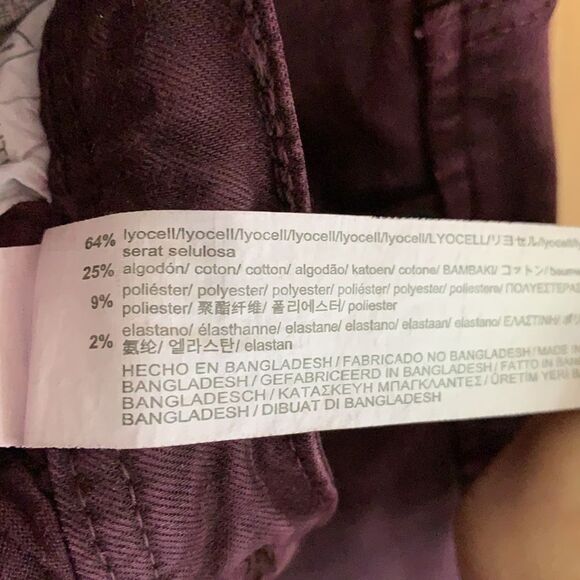 64% lyocell/lyocell/lyocell/lyocell/lyocell/lyocell/LYOCELL/リヨセル/lyocell/
serat selulosa
25% algodón/ coton/ cotton/ algodão/ katoen/ cotone/ BAMBAKI/ コットン/
9% poliéster/ polyester/ polyester/ poliéster/ polyester/ poliestere/ ΠΟΛΥΕΣΤΕΡΑΣ
poliester/ 聚酯纤维/ 폴리에스터/ poliester
2% elastano/ élasthanne/ elastane/ elastano/ elastaan/ elastano/ ΕΛΑΣΤΙΝΗ/
氨纶/ 엘라스탄/ elastan
HECHO EN BANGLADESH/ FABRICADO NO BANGLADESH/ MADE IN
BANGLADESH/ GEFABRICEERD IN BANGLADESH/ FATTO IN
BANGLADESCH/ ΚΑΤΑΣΚΕΥΗ ΜΠΑΓΚΛΑΝΤΕΣ/ ÜRETİM YERİ
BANGLADESH/ DIBUAT DI BANGLADESH